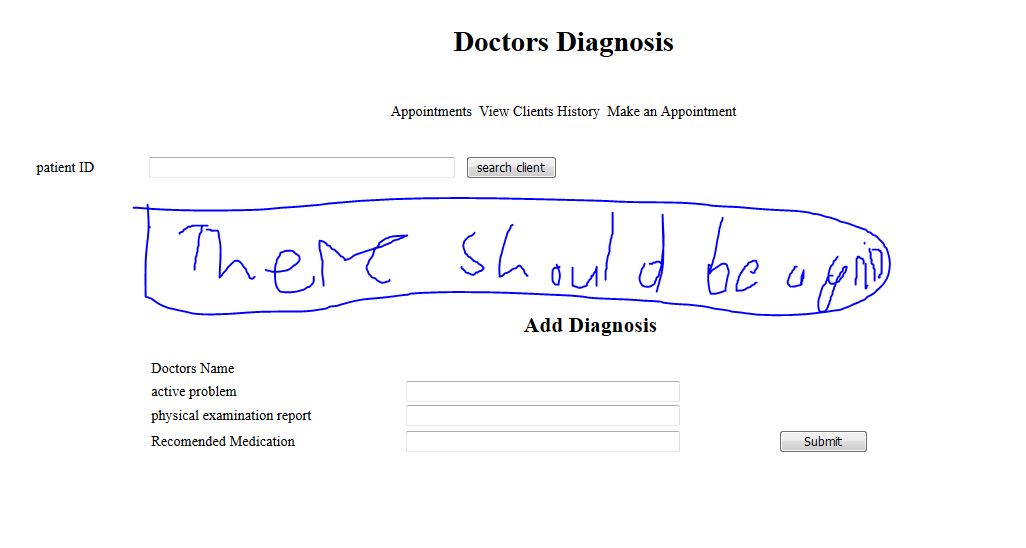 Doctors Diagnosis
Appointments View Clients History Make an Appointment
patient ID
search client
There should be a
Add Diagnosis
Doctors Name
active problem
physical examination report
Recomended Medication
Submit